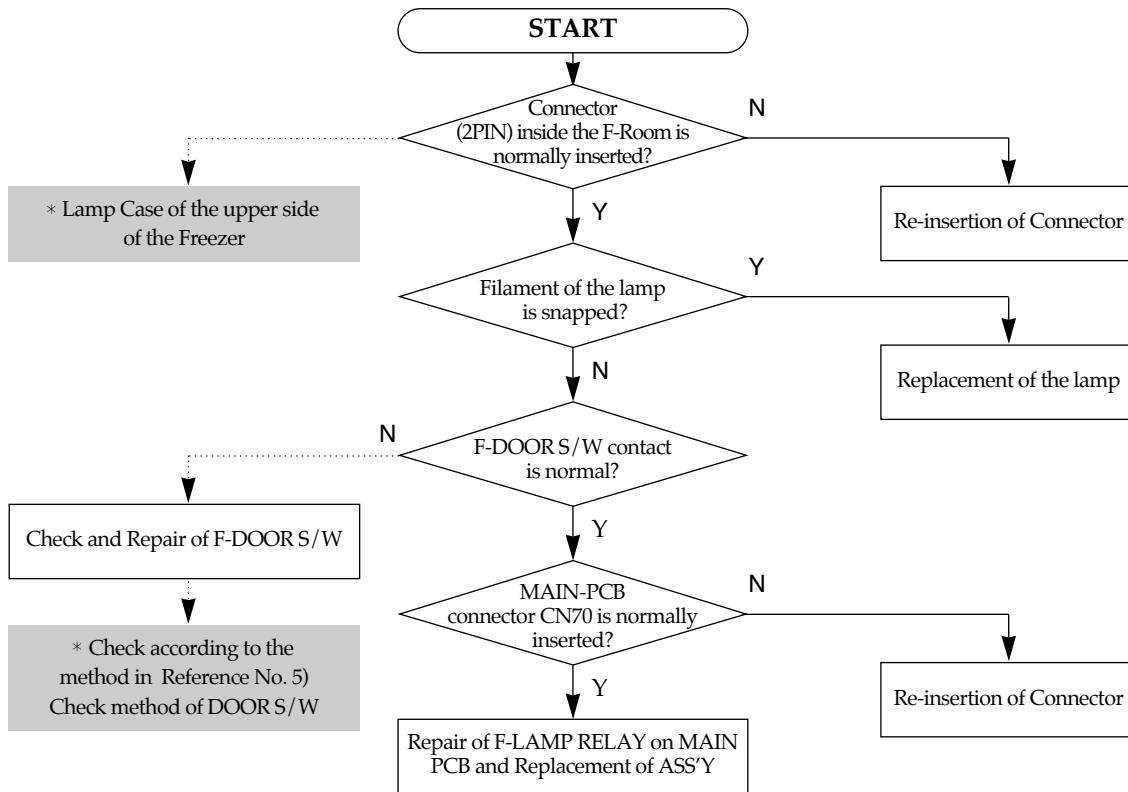 START
Connector
(2PIN) inside the F-Room is
normally inserted?
N
* Lamp Case of the upper side
of the Freezer
Y
Re-insertion of Connector
Filament of the lamp
is snapped?
Y
N
Replacement of the lamp
F-DOOR S/W contact
is normal?
N
Check and Repair of F-DOOR S/W
Y
MAIN-PCB
connector CN70 is normally
inserted?
N
* Check according to the
method in Reference No. 5)
Check method of DOOR S/W
Y
Re-insertion of Connector
Repair of F-LAMP RELAY on MAIN
PCB and Replacement of ASS'Y